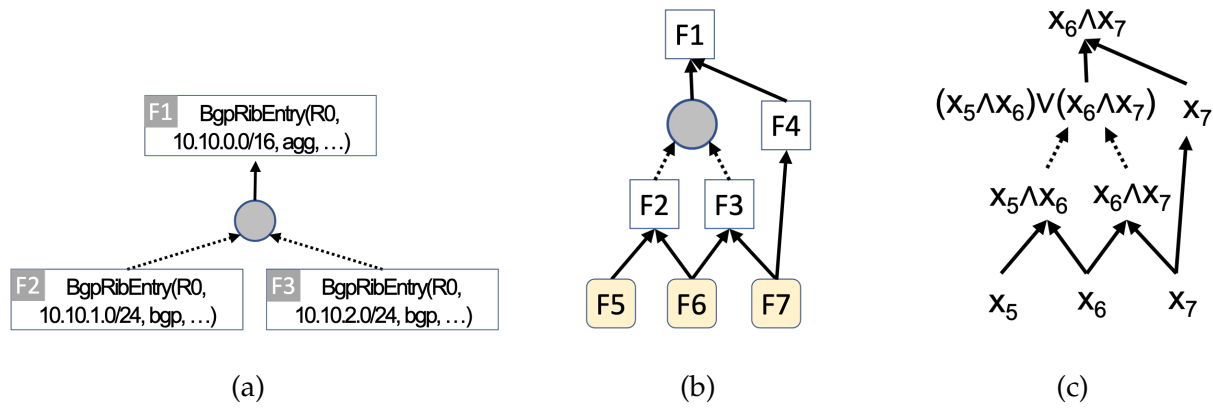 F1 BgpRibEntry(R0,
10.10.0.0/16, agg, ...)
F2 BgpRibEntry(R0,
10.10.1.0/24, bgp, ...)
F3 BgpRibEntry(R0,
10.10.2.0/24, bgp, ...)
(a)
F1
F4
F2 F3
F5 F6 F7
(b)
x₆∧x₇
(x₅∧x₆)∨(x₆∧x₇) x₇
x₅∧x₆ x₆∧x₇
x₅ x₆ x₇
(c)